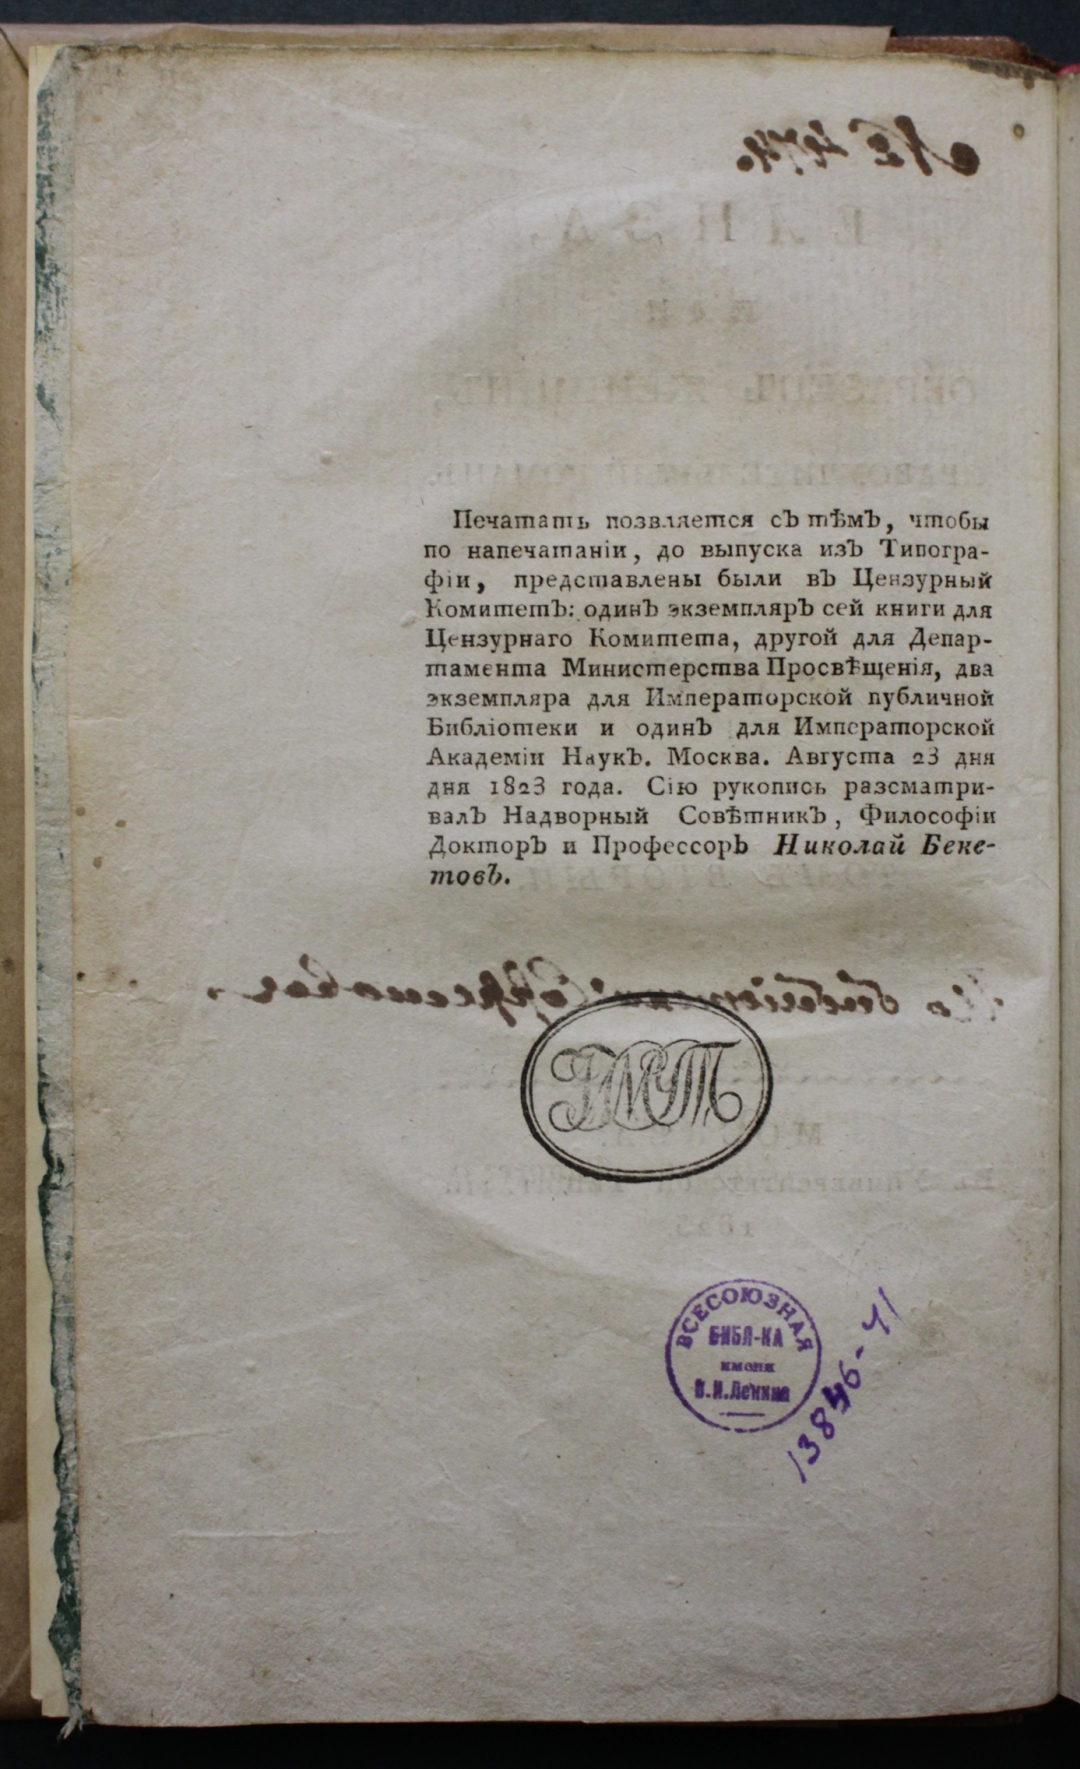 № 474.
Печатать позвляется съ тѣмъ, чтобы
по напечатаніи, до выпуска изъ Типогра-
фіи, представлены были въ Цензурный
Комитетъ: одинъ экземпляръ сей книги для
Цензурнаго Комитета, другой для Депар-
тамента Министерства Просвѣщенія, два
экземпляра для Императорской публичной
Библіотеки и одинъ для Императорской
Академіи Наукъ. Москва. Августа 23 дня
дня 1823 года. Сію рукопись разсматри-
валъ Надворный Совѣтникъ, Философіи
Докторъ и Профессоръ Николай Беке-
товъ.
ВСЕСОЮЗНАЯ
БИБЛ-КА
имени
В.И.Ленина
13846-41